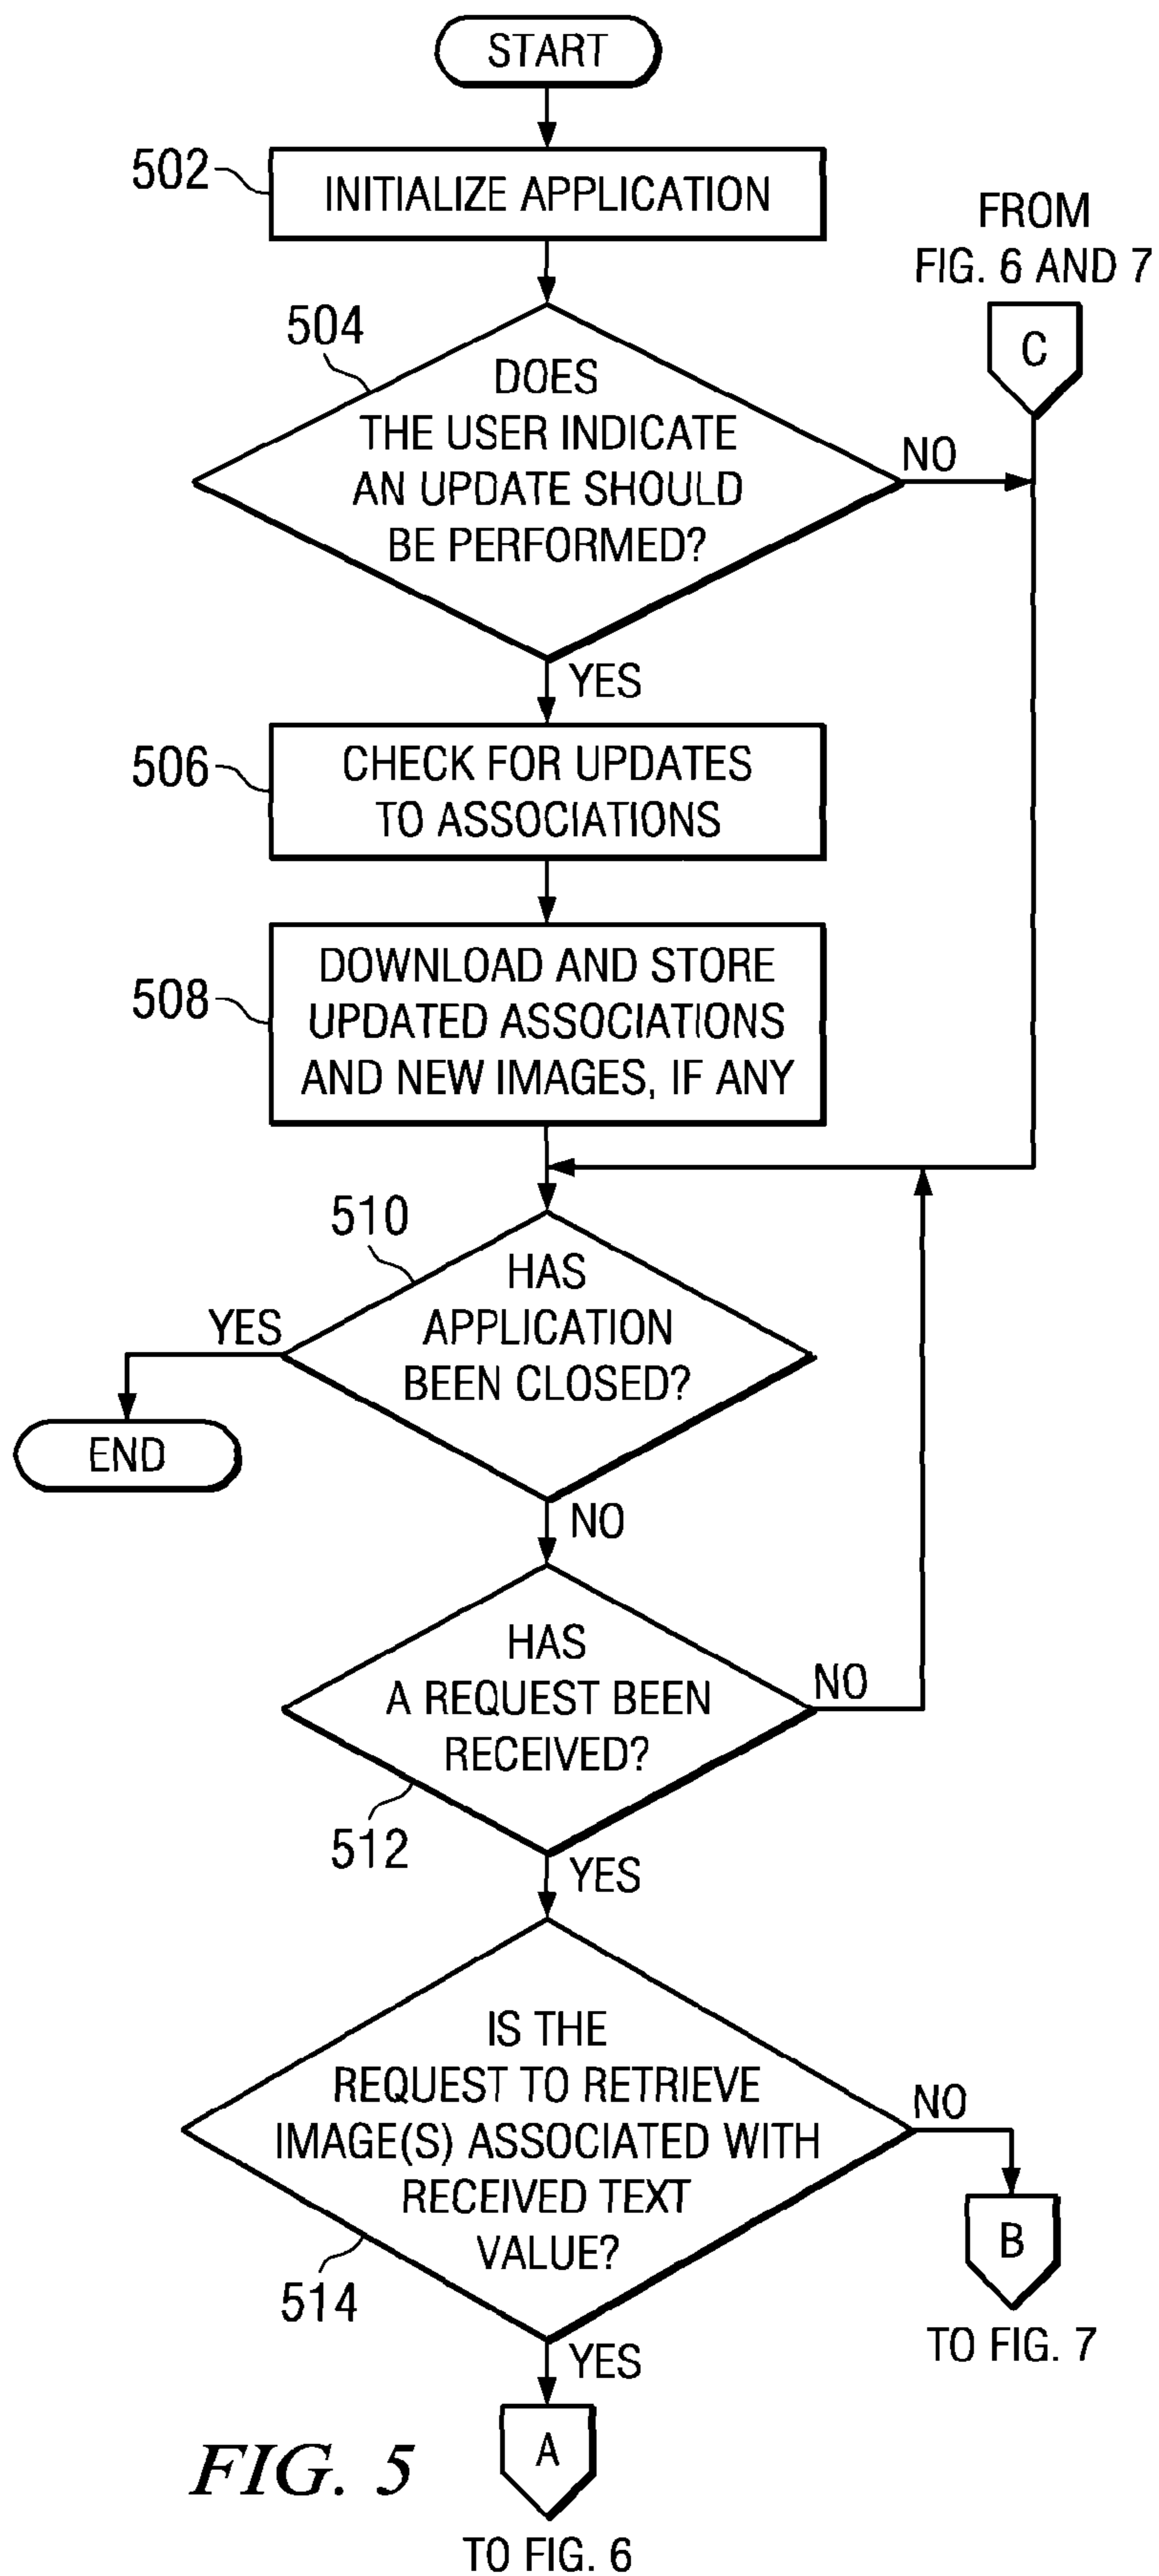 START
502
INITIALIZE APPLICATION
FROM
FIG. 6 AND 7
C
504
DOES
THE USER INDICATE
AN UPDATE SHOULD
BE PERFORMED?
NO
YES
506
CHECK FOR UPDATES
TO ASSOCIATIONS
508
DOWNLOAD AND STORE
UPDATED ASSOCIATIONS
AND NEW IMAGES, IF ANY
510
HAS
APPLICATION
BEEN CLOSED?
YES
END
NO
HAS
A REQUEST BEEN
RECEIVED?
NO
512
YES
IS THE
REQUEST TO RETRIEVE
IMAGE(S) ASSOCIATED WITH
RECEIVED TEXT
VALUE?
NO
514
B
TO FIG. 7
YES
A
TO FIG. 6
FIG. 5